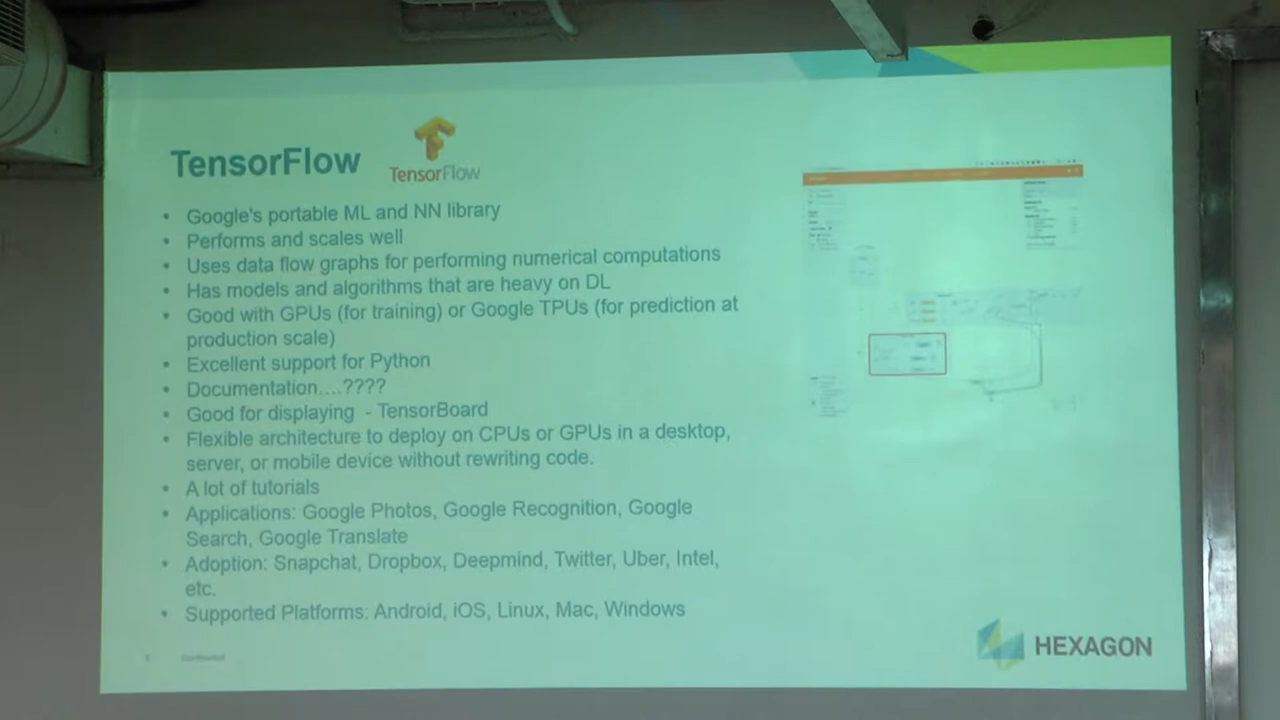 TensorFlow
TensorFlow
• Google's portable ML and NN library
• Performs and scales well
• Uses data flow graphs for performing numerical computations
• Has models and algorithms that are heavy on DL
• Good with GPUs (for training) or Google TPUs (for prediction at
production scale)
• Excellent support for Python
• Documentation....????
• Good for displaying - TensorBoard
• Flexible architecture to deploy on CPUs or GPUs in a desktop,
server, or mobile device without rewriting code.
• A lot of tutorials
• Applications: Google Photos, Google Recognition, Google
Search, Google Translate
• Adoption: Snapchat, Dropbox, Deepmind, Twitter, Uber, Intel,
etc.
• Supported Platforms: Android, iOS, Linux, Mac, Windows
HEXAGON